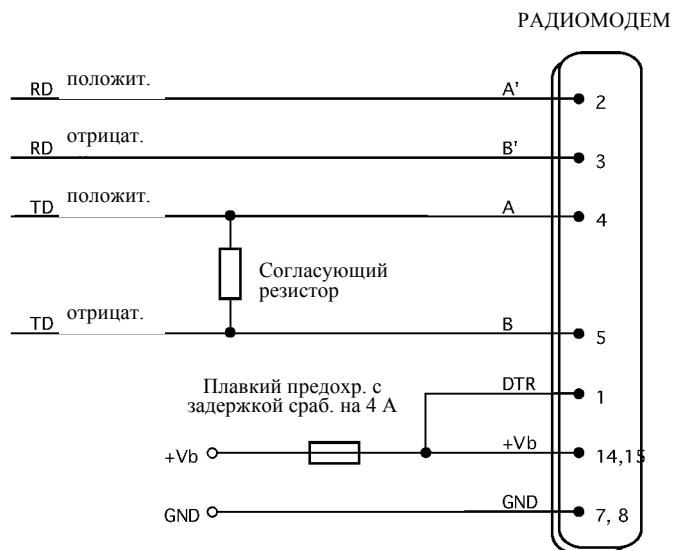 РАДИОМОДЕМ
RD положит. A' 2
RD отрицат. B' 3
TD положит. A 4
Согласующий
резистор
TD отрицат. B 5
Плавкий предохр. с
задержкой сраб. на 4 А
DTR 1
+Vb +Vb 14,15
GND GND 7, 8